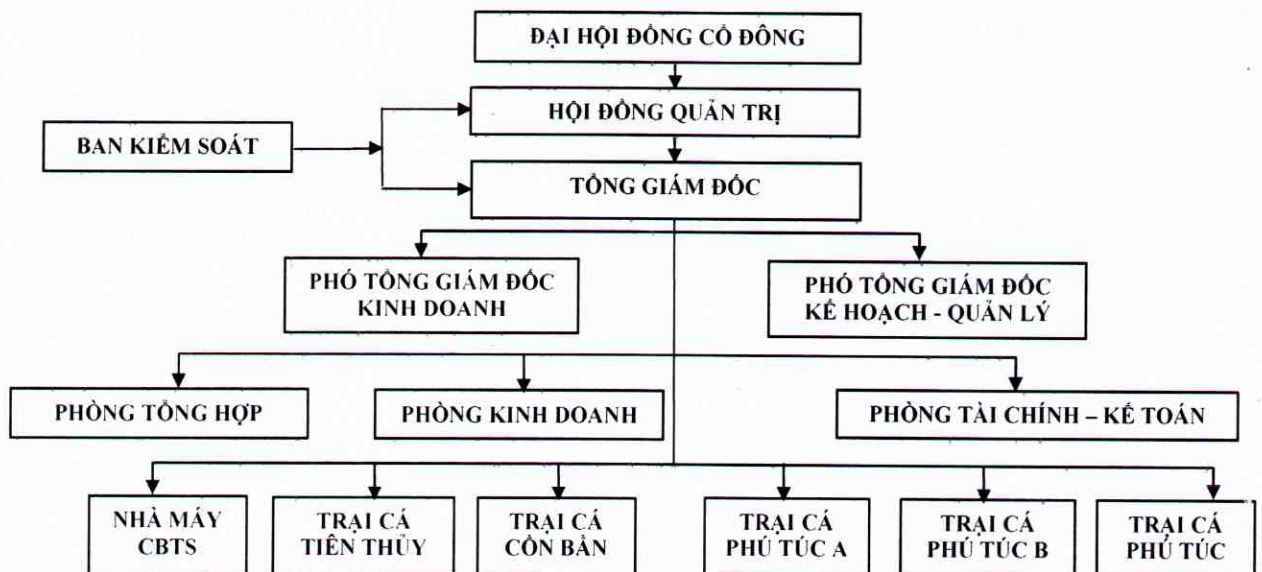 ĐẠI HỘI ĐỒNG CỔ ĐÔNG
HỘI ĐỒNG QUẢN TRỊ
BAN KIỂM SOÁT
TỔNG GIÁM ĐỐC
PHÓ TỔNG GIÁM ĐỐC
KINH DOANH
PHÓ TỔNG GIÁM ĐỐC
KẾ HOẠCH - QUẢN LÝ
PHÒNG TỔNG HỢP
PHÒNG KINH DOANH
PHÒNG TÀI CHÍNH – KẾ TOÁN
NHÀ MÁY
CBTS
TRẠI CÁ
TIÊN THỦY
TRẠI CÁ
CỒN BẦN
TRẠI CÁ
PHÚ TÚC A
TRẠI CÁ
PHÚ TÚC B
TRẠI CÁ
PHÚ TÚC